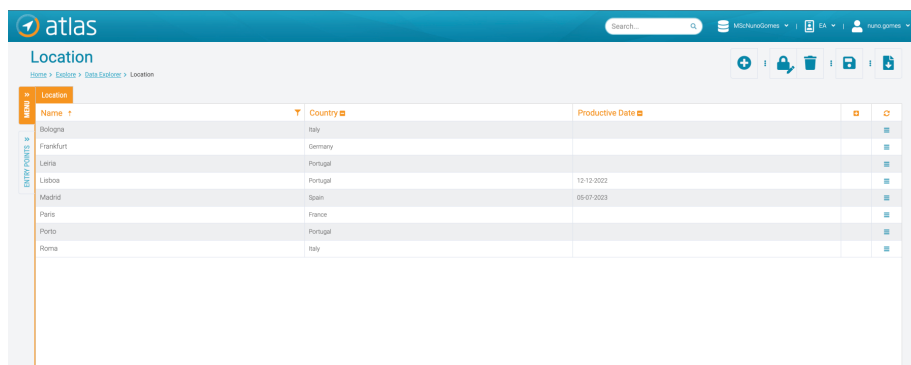 atlas
Search...
MScNunoGomes
EA
nuno.gomes
Location
Home > Explore > Data Explorer > Location
MENU
ENTRY POINTS
Location
Name ↑ Country Productive Date
Bologna Italy
Frankfurt Germany
Leiria Portugal
Lisboa Portugal 12-12-2022
Madrid Spain 05-07-2023
Paris France
Porto Portugal
Roma Italy